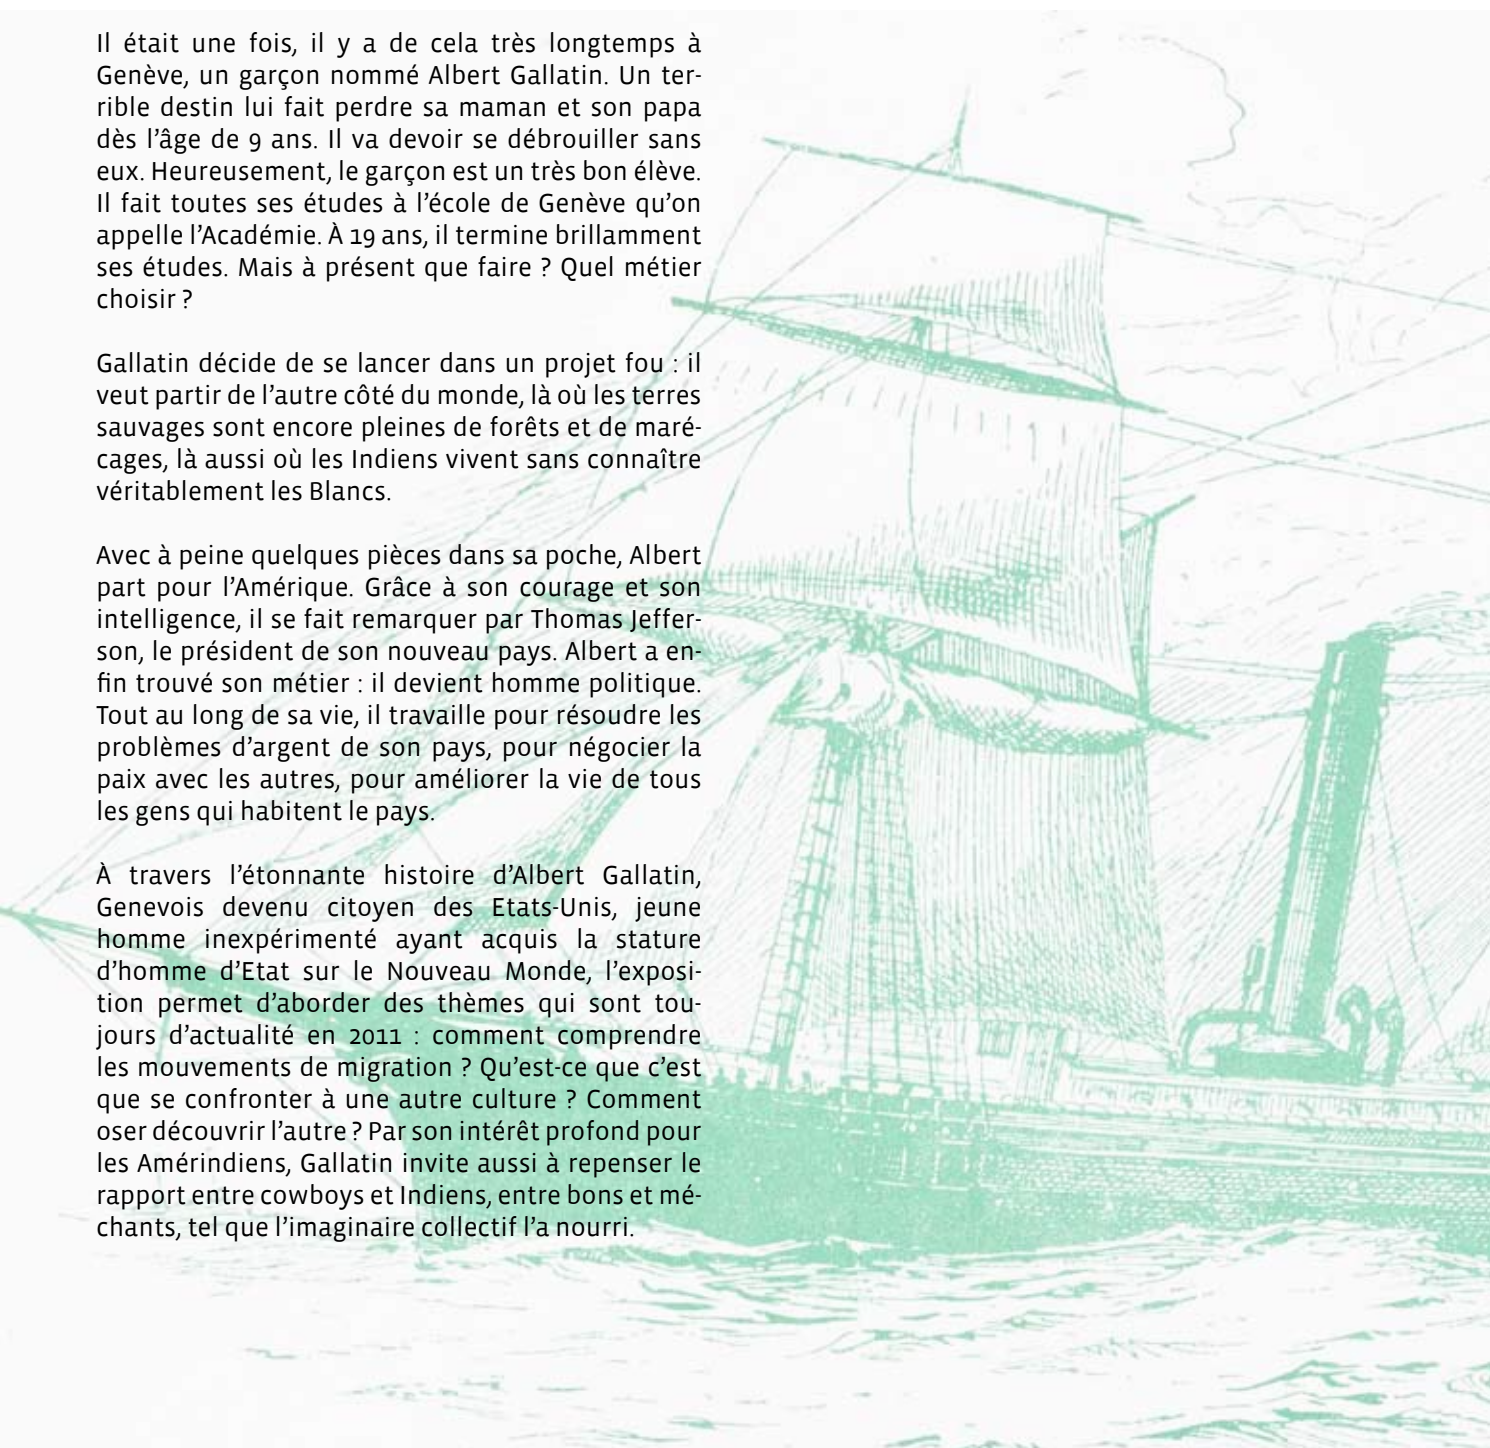 Il était une fois, il y a de cela très longtemps à
Genève, un garçon nommé Albert Gallatin. Un ter-
rible destin lui fait perdre sa maman et son papa
dès l’âge de 9 ans. Il va devoir se débrouiller sans
eux. Heureusement, le garçon est un très bon élève.
Il fait toutes ses études à l’école de Genève qu’on
appelle l’Académie. À 19 ans, il termine brillamment
ses études. Mais à présent que faire ? Quel métier
choisir ?

Gallatin décide de se lancer dans un projet fou : il
veut partir de l’autre côté du monde, là où les terres
sauvages sont encore pleines de forêts et de maré-
cages, là aussi où les Indiens vivent sans connaître
véritablement les Blancs.

Avec à peine quelques pièces dans sa poche, Albert
part pour l’Amérique. Grâce à son courage et son
intelligence, il se fait remarquer par Thomas Jeffer-
son, le président de son nouveau pays. Albert a en-
fin trouvé son métier : il devient homme politique.
Tout au long de sa vie, il travaille pour résoudre les
problèmes d’argent de son pays, pour négocier la
paix avec les autres, pour améliorer la vie de tous
les gens qui habitent le pays.

À travers l’étonnante histoire d’Albert Gallatin,
Genevois devenu citoyen des Etats-Unis, jeune
homme inexpérimenté ayant acquis la stature
d’homme d’Etat sur le Nouveau Monde, l’exposi-
tion permet d’aborder des thèmes qui sont tou-
jours d’actualité en 2011 : comment comprendre
les mouvements de migration ? Qu’est-ce que c’est
que se confronter à une autre culture ? Comment
oser découvrir l’autre ? Par son intérêt profond pour
les Amérindiens, Gallatin invite aussi à repenser le
rapport entre cowboys et Indiens, entre bons et mé-
chants, tel que l’imaginaire collectif l’a nourri.